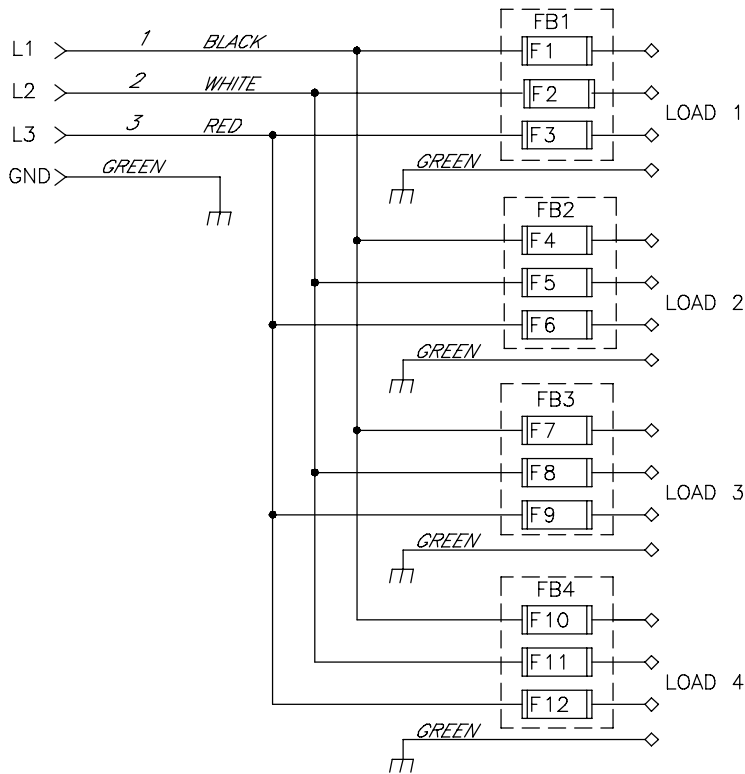 FB1
L1 1 BLACK F1
L2 2 WHITE F2
LOAD 1
L3 3 RED F3
GND GREEN
GREEN
FB2
F4
F5
LOAD 2
F6
GREEN
FB3
F7
F8
LOAD 3
F9
GREEN
FB4
F10
F11
LOAD 4
F12
GREEN